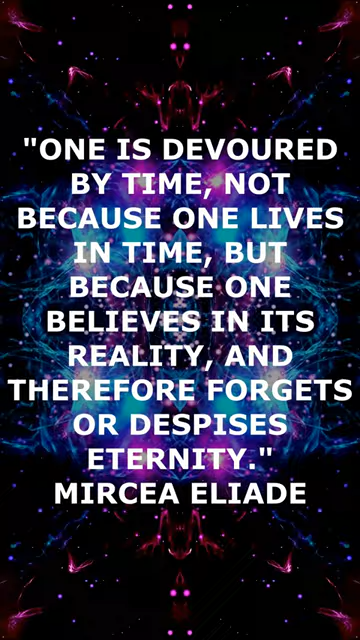 "ONE IS DEVOURED
BY TIME, NOT
BECAUSE ONE LIVES
IN TIME, BUT
BECAUSE ONE
BELIEVES IN ITS
REALITY, AND
THEREFORE FORGETS
OR DESPISES
ETERNITY."
MIRCEA ELIADE